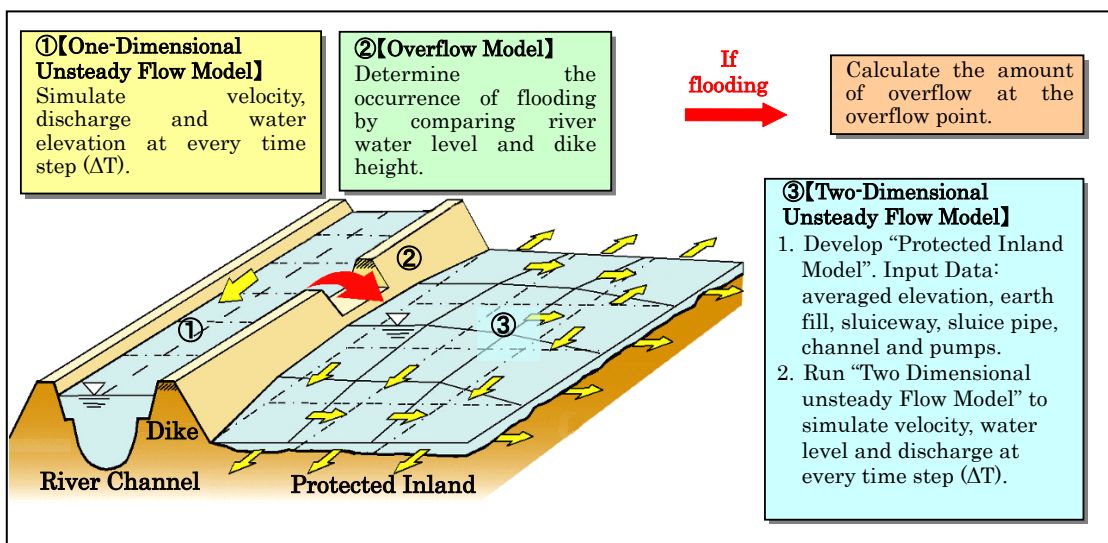 ①【One-Dimensional
Unsteady Flow Model】
Simulate velocity,
discharge and water
elevation at every time
step (ΔT).
②【Overflow Model】
Determine the
occurrence of flooding
by comparing river
water level and dike
height.
If
flooding
Calculate the amount
of overflow at the
overflow point.
③【Two-Dimensional
Unsteady Flow Model】
1. Develop “Protected Inland
Model”. Input Data:
averaged elevation, earth
fill, sluiceway, sluice pipe,
channel and pumps.
2. Run “Two Dimensional
unsteady Flow Model” to
simulate velocity, water
level and discharge at
every time step (ΔT).
②
①
③
Dike
River Channel
Protected Inland